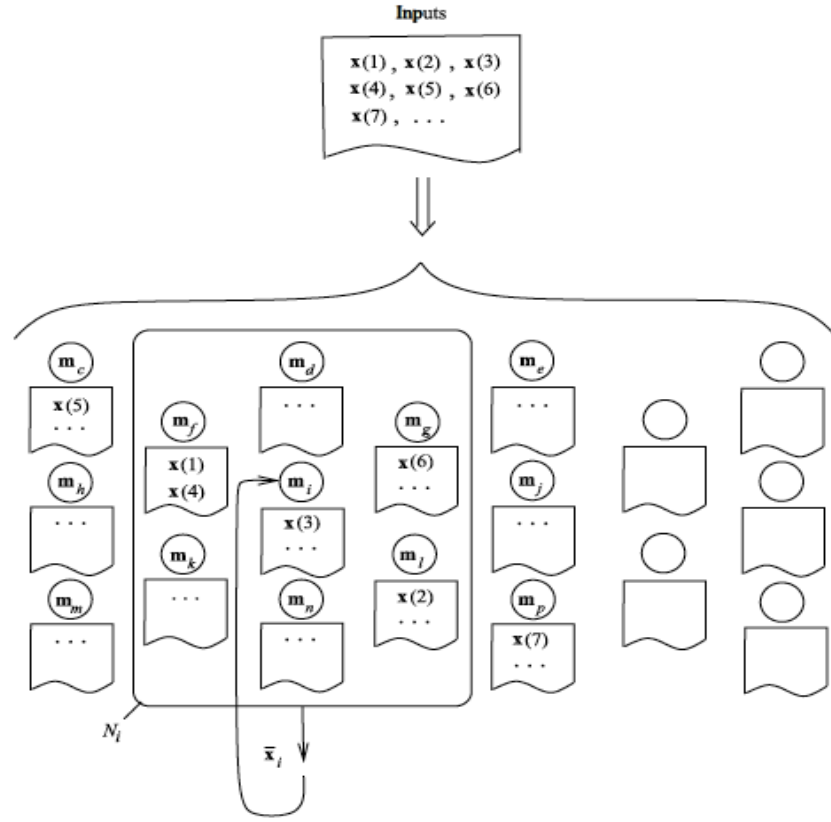 Inputs
x(1) , x(2) , x(3)
x(4), x(5) , x(6)
x(7) , . . .
m_c m_d m_e
x(5) . . . . . .
. . .
m_f m_g
x(1) x(6)
x(4) . . .
m_h m_i m_j
. . . x(3) . . .
. . .
m_k m_l
. . . x(2)
. . .
m_m m_n m_p
. . . . . . x(7)
. . .
N_i
x̄_i